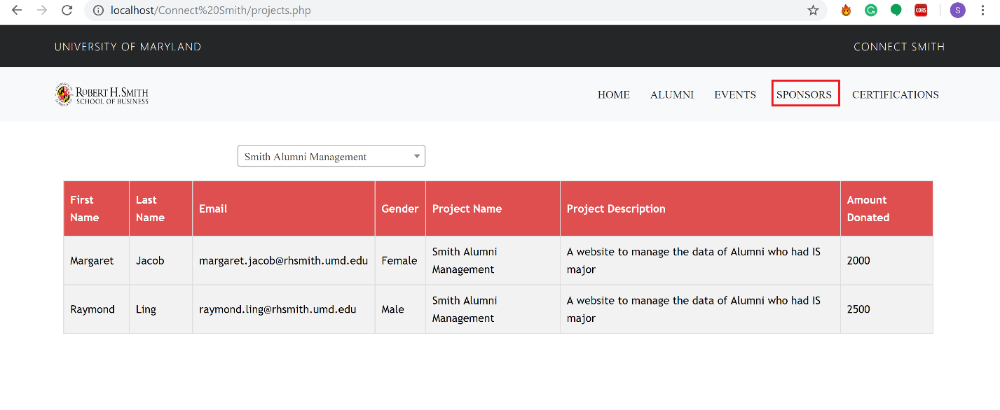 localhost/Connect%20Smith/projects.php
CORS
S
UNIVERSITY OF MARYLAND
CONNECT SMITH
ROBERT H. SMITH
SCHOOL OF BUSINESS
HOME
ALUMNI
EVENTS
SPONSORS
CERTIFICATIONS
Smith Alumni Management
First
Name
Last
Name
Email
Gender
Project Name
Project Description
Amount
Donated
Margaret
Jacob
margaret.jacob@rhsmith.umd.edu
Female
Smith Alumni
Management
A website to manage the data of Alumni who had IS
major
2000
Raymond
Ling
raymond.ling@rhsmith.umd.edu
Male
Smith Alumni
Management
A website to manage the data of Alumni who had IS
major
2500